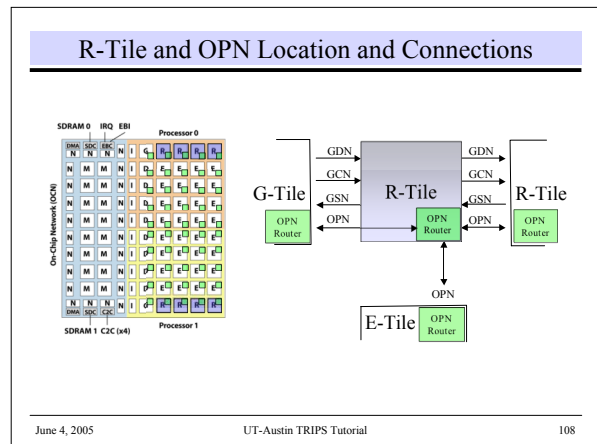 R-Tile and OPN Location and Connections
SDRAM 0 IRQ EBI
Processor 0
DMA SDC EBC
N N N N I G R R R R
N M M N I D E E E E
N M M N I D E E E E
N M M N I D E E E E
N M M N I D E E E E
N M M N I D E E E E
N M M N I D E E E E
N M M N I D E E E E
N M M N I D E E E E
N N N N I G R R R R
DMA SDC C2C
On-Chip Network (OCN)
SDRAM 1 C2C (x4)
Processor 1
GDN
GCN
GSN
OPN
G-Tile
OPN
Router
R-Tile
OPN
Router
GDN
GCN
GSN
OPN
R-Tile
OPN
Router
OPN
E-Tile
OPN
Router
June 4, 2005
UT-Austin TRIPS Tutorial
108